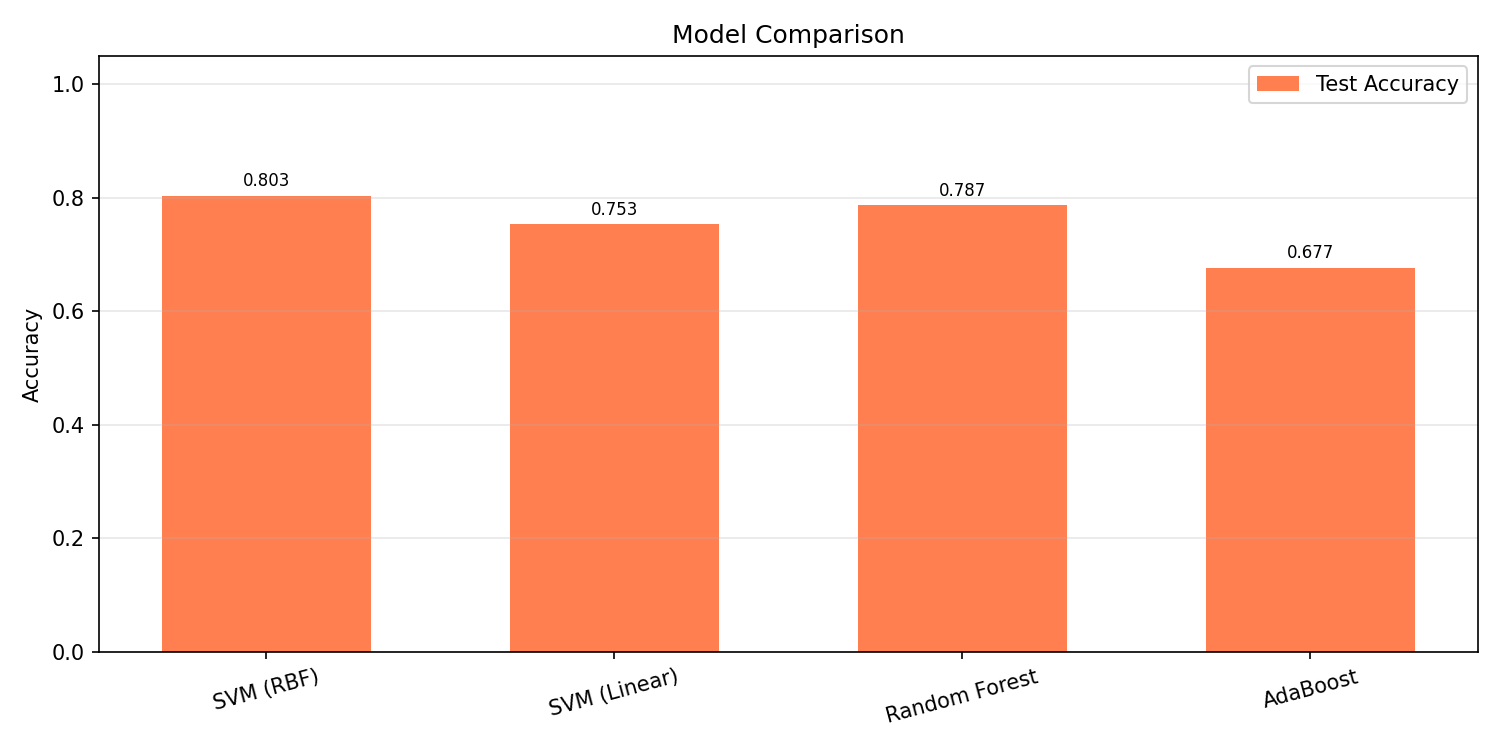 Model Comparison
Test Accuracy
Accuracy
1.0
0.8
0.6
0.4
0.2
0.0
0.803
0.753
0.787
0.677
SVM (RBF)
SVM (Linear)
Random Forest
AdaBoost